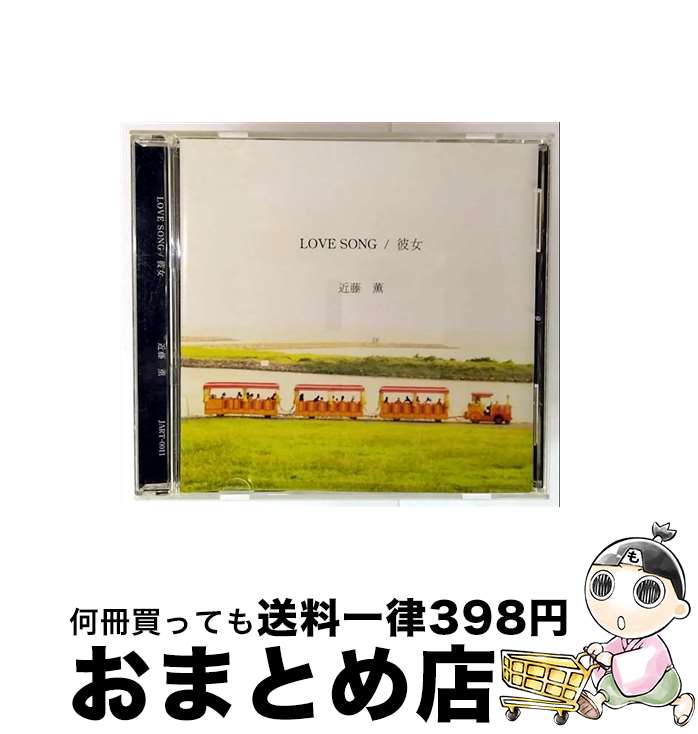 LOVE SONG / 彼女
近藤 薫
LOVE SONG / 彼女 近藤 薫 JART-0011
何冊買っても送料一律398円
おまとめ店
も